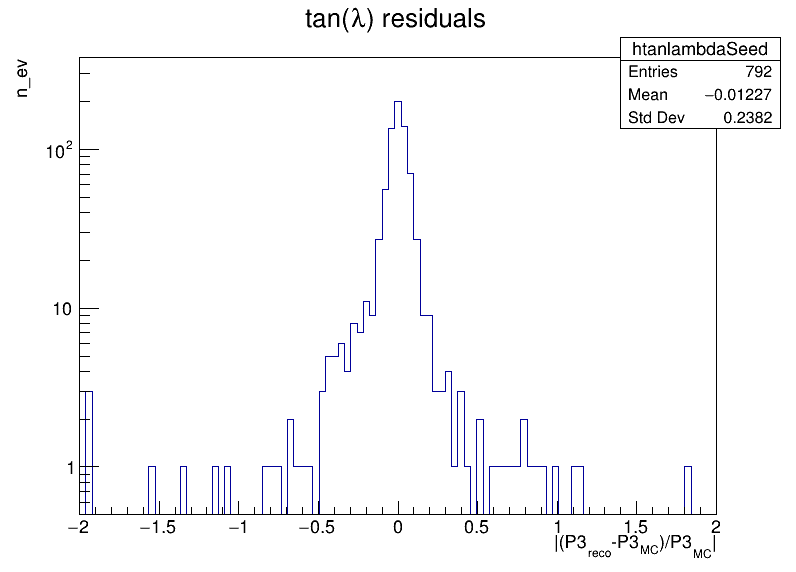 tan(λ) residuals
htanlambdaSeed
Entries 792
Mean −0.01227
Std Dev 0.2382
n_ev
10²
10
1
−2 −1.5 −1 −0.5 0 0.5 1 1.5 2
|(P3reco-P3MC)/P3MC|